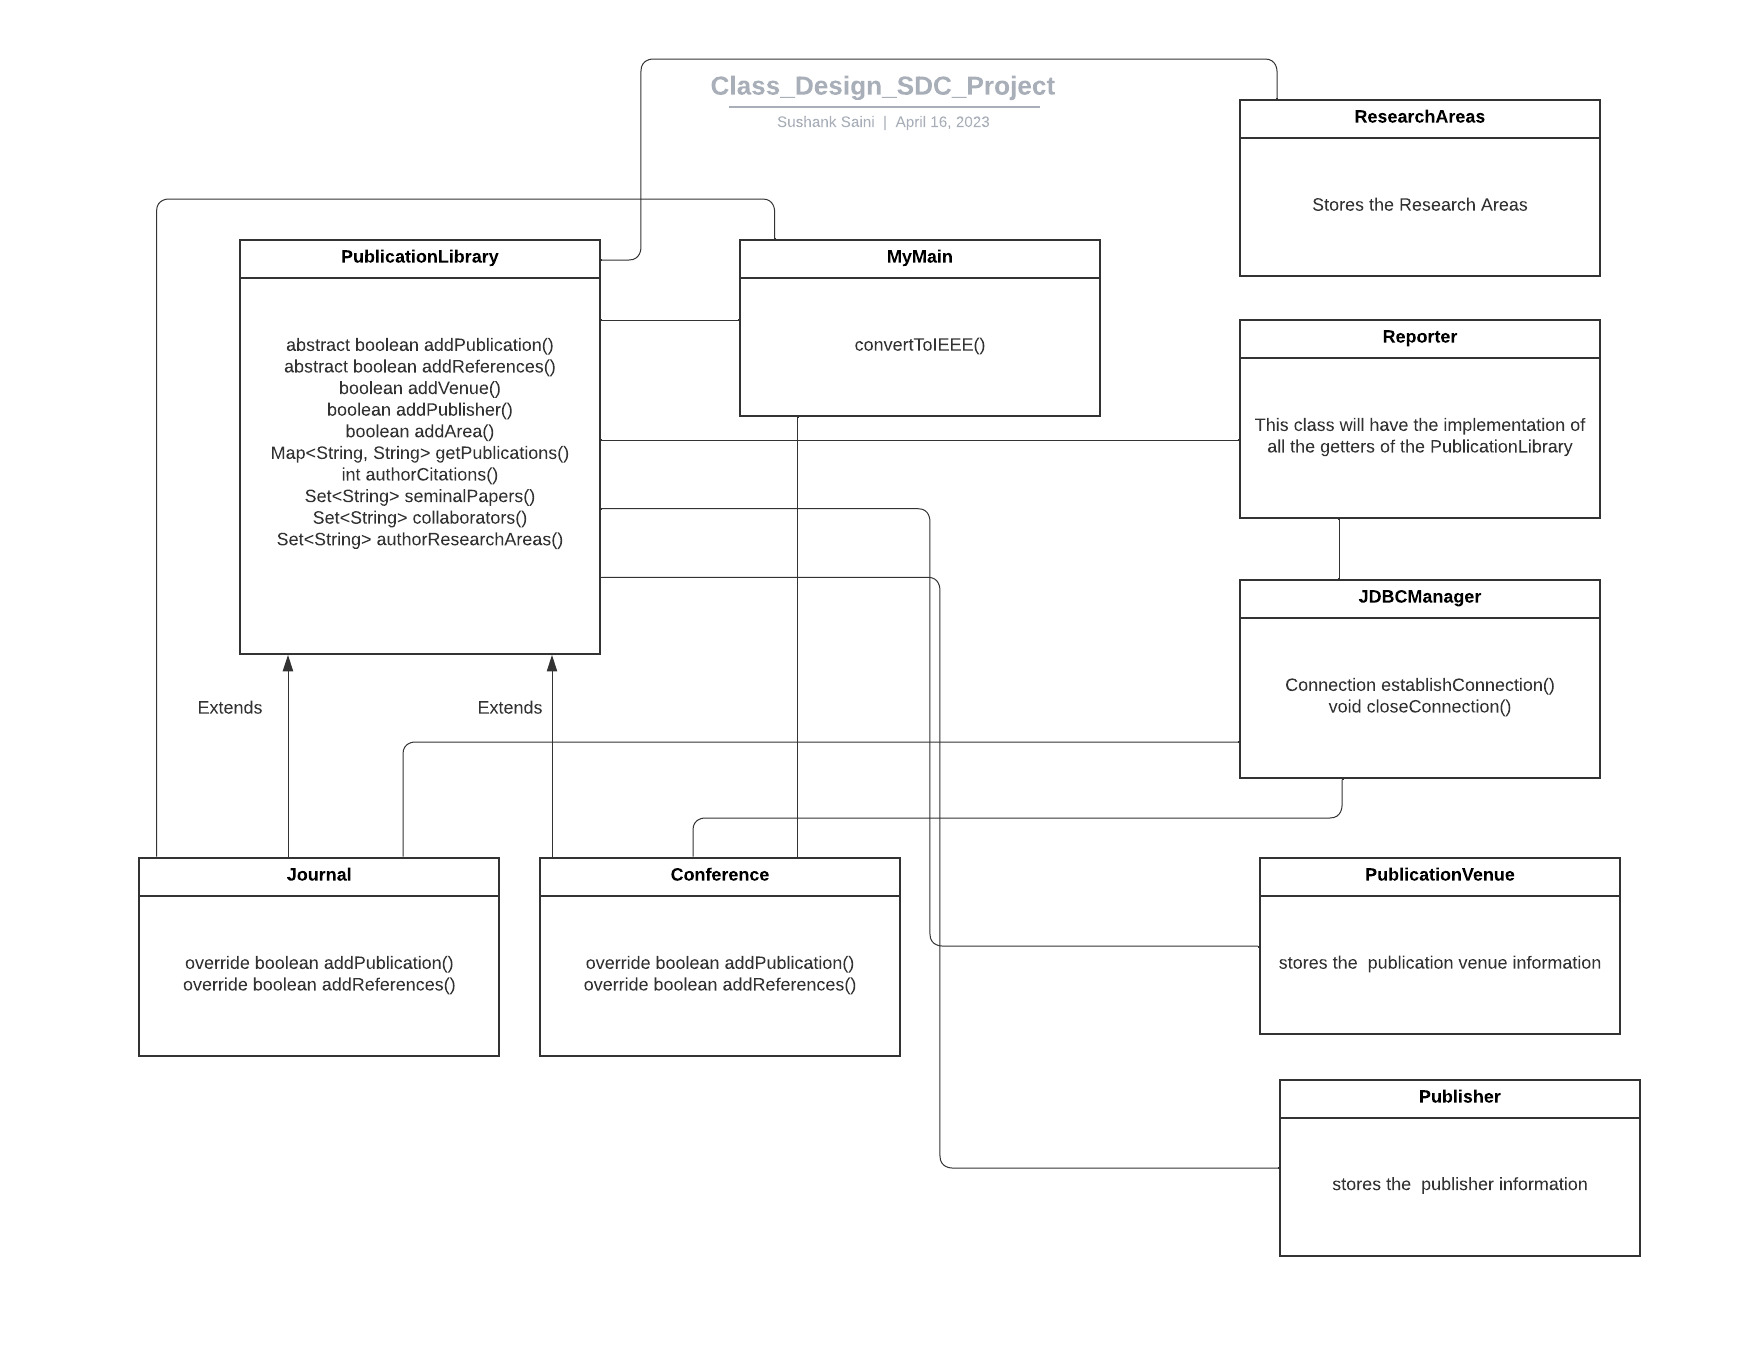 Class_Design_SDC_Project
Sushank Saini | April 16, 2023
ResearchAreas
Stores the Research Areas
PublicationLibrary
abstract boolean addPublication()
abstract boolean addReferences()
boolean addVenue()
boolean addPublisher()
boolean addArea()
Map<String, String> getPublications()
int authorCitations()
Set<String> seminalPapers()
Set<String> collaborators()
Set<String> authorResearchAreas()
MyMain
convertToIEEE()
Reporter
This class will have the implementation of
all the getters of the PublicationLibrary
JDBCManager
Connection establishConnection()
void closeConnection()
Extends
Extends
Journal
override boolean addPublication()
override boolean addReferences()
Conference
override boolean addPublication()
override boolean addReferences()
PublicationVenue
stores the  publication venue information
Publisher
stores the  publisher information